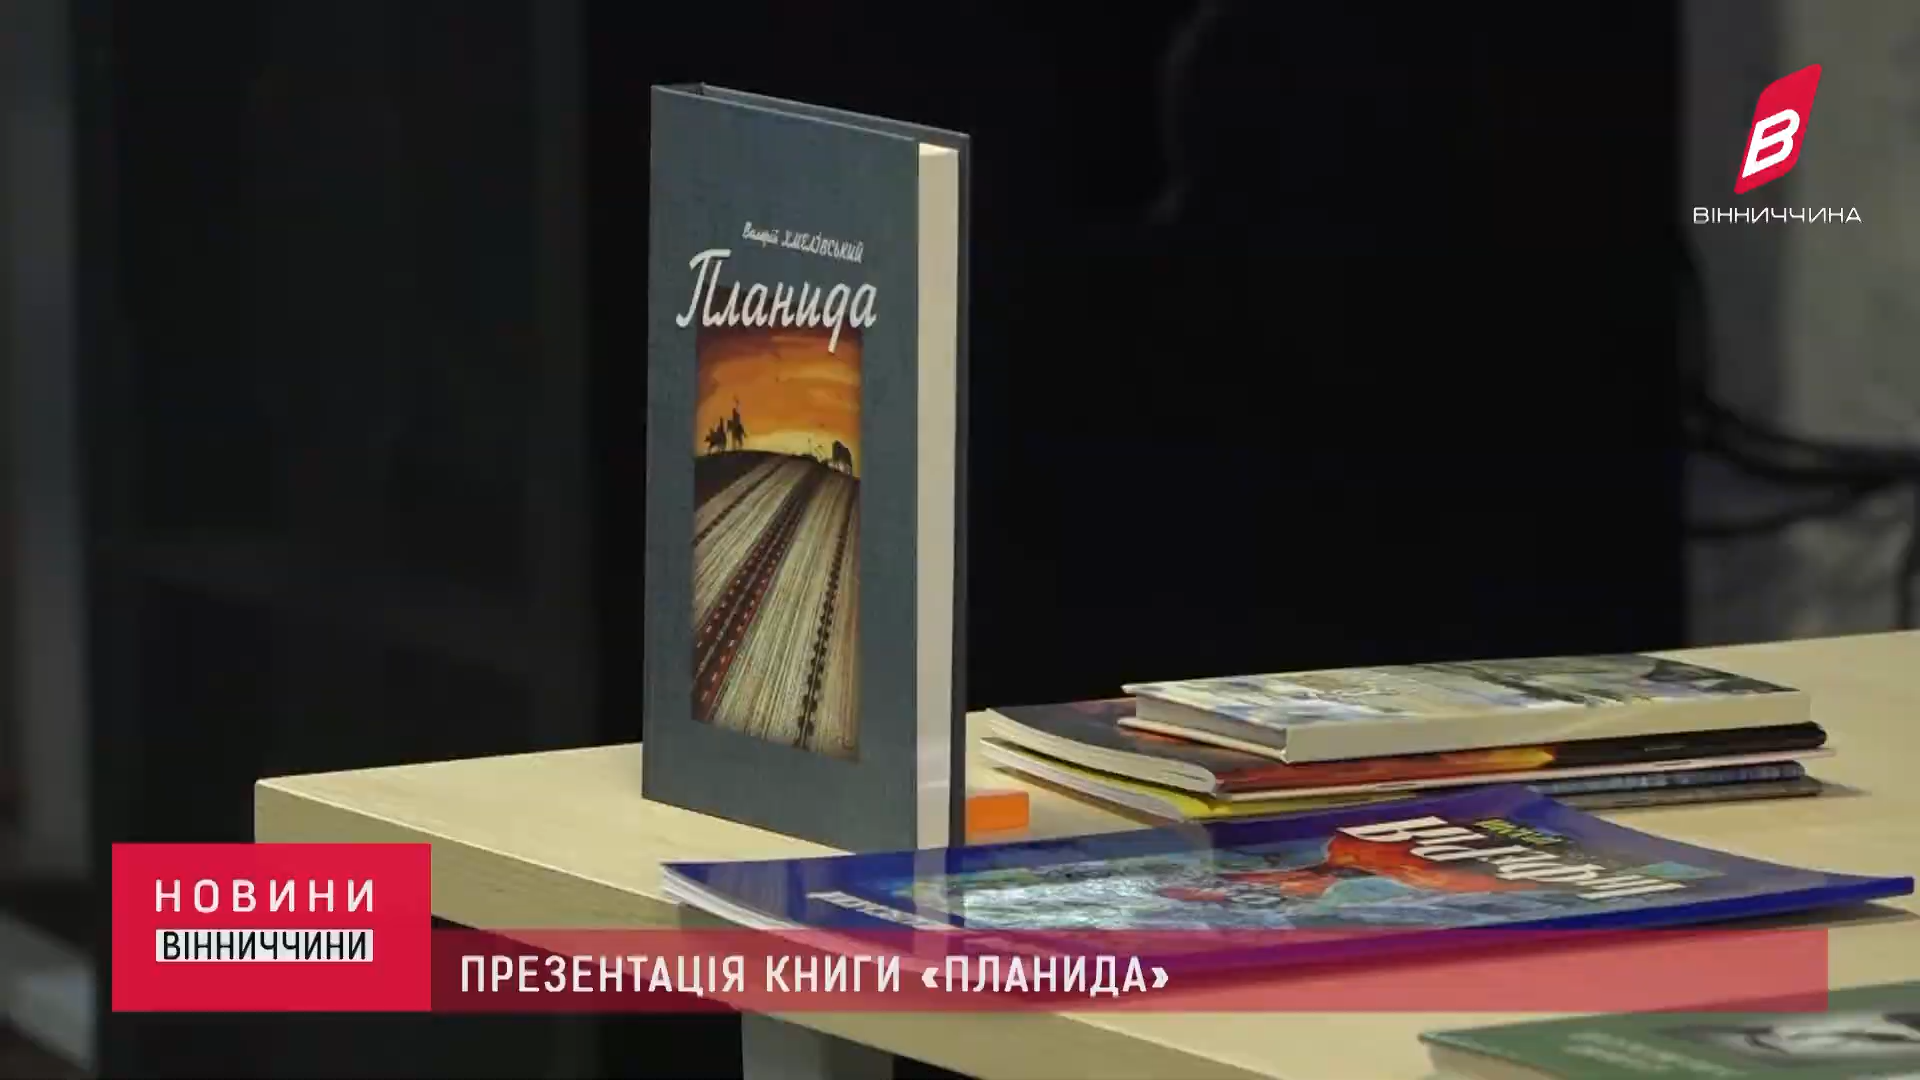 В
ВІННИЧЧИНА
Валерій ХМЕЛІВСЬКИЙ
Планида
НОВИНИ
ВІННИЧЧИНИ
ПРЕЗЕНТАЦІЯ КНИГИ «ПЛАНИДА»